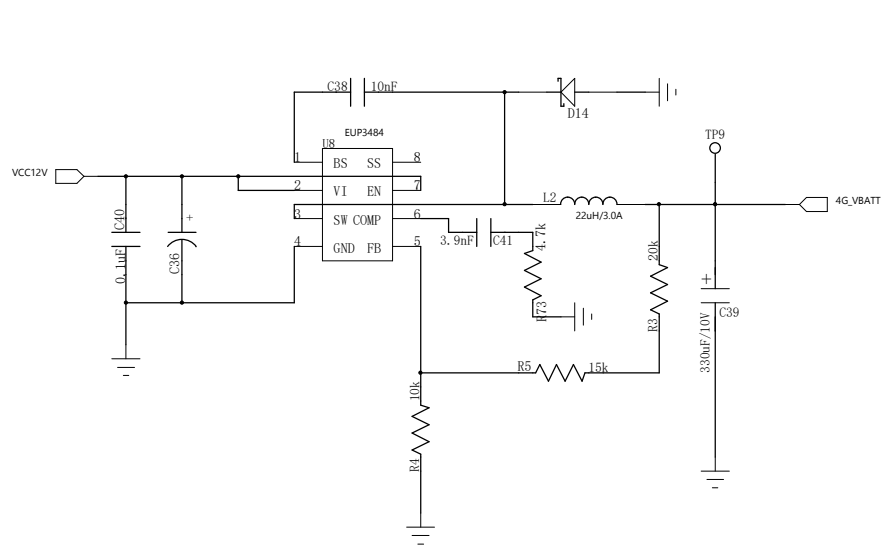 C38
10nF
D14
EUP3484
U8
TP9
1
BS
SS
8
VCC12V
2
VI
EN
7
L2
4G_VBATT
22uH/3.0A
3
SW
COMP
6
C40
+
3.9nF
C41
4.7k
4
GND
FB
5
20k
0.1uF
C36
+
R73
R3
C39
330uF/10V
R5
15k
10k
R4